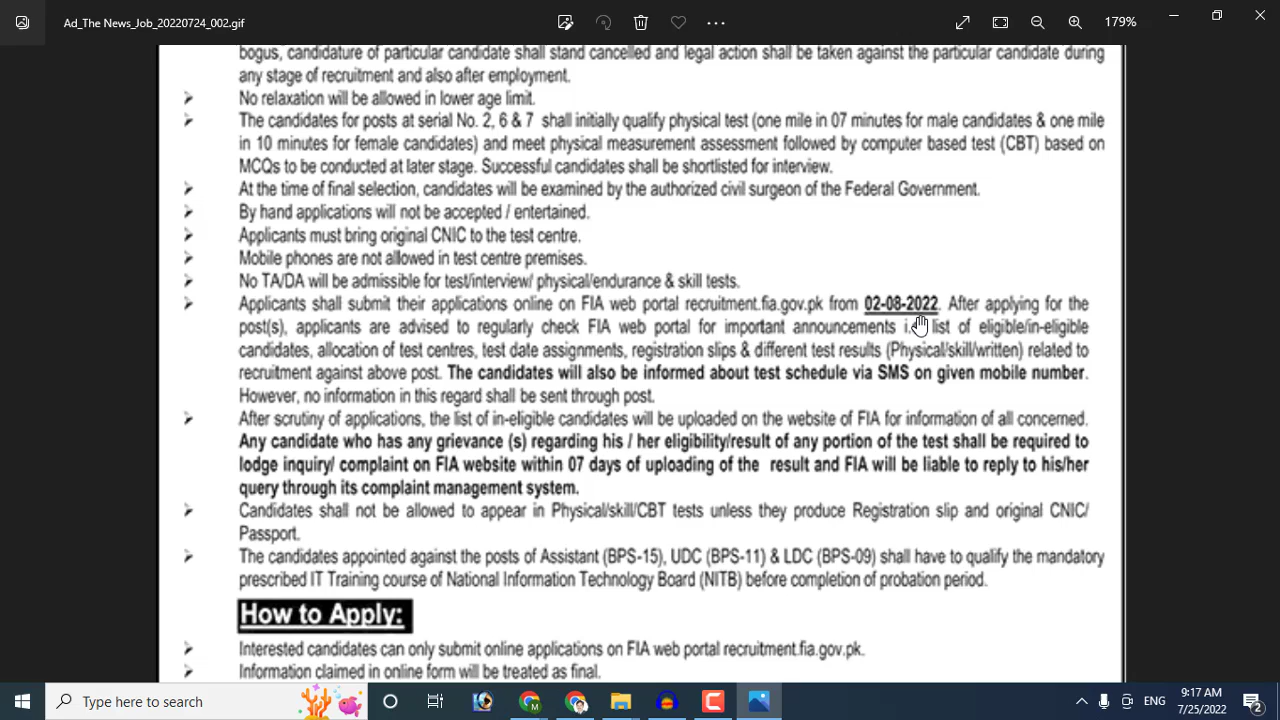 Ad_The News_Job_20220724_002.gif
179%
bogus, candidature of particular candidate shall stand cancelled and legal action shall be taken against the particular candidate during
any stage of recruitment and also after employment.
No relaxation will be allowed in lower age limit.
The candidates for posts at serial No. 2, 6 & 7 shall initially qualify physical test (one mile in 07 minutes for male candidates & one mile
in 10 minutes for female candidates) and meet physical measurement assessment followed by computer based test (CBT) based on
MCQs to be conducted at later stage. Successful candidates shall be shortlisted for interview.
At the time of final selection, candidates will be examined by the authorized civil surgeon of the Federal Government.
By hand applications will not be accepted / entertained.
Applicants must bring original CNIC to the test centre.
Mobile phones are not allowed in test centre premises.
No TA/DA will be admissible for test/interview/ physical/endurance & skill tests.
Applicants shall submit their applications online on FIA web portal recruitment.fia.gov.pk from 02-08-2022. After applying for the
post(s), applicants are advised to regularly check FIA web portal for important announcements list of eligible/in-eligible
candidates, allocation of test centres, test date assignments, registration slips & different test results (Physical/skill/written) related to
recruitment against above post. The candidates will also be informed about test schedule via SMS on given mobile number.
However, no information in this regard shall be sent through post.
After scrutiny of applications, the list of in-eligible candidates will be uploaded on the website of FIA for information of all concerned.
Any candidate who has any grievance (s) regarding his / her eligibility/result of any portion of the test shall be required to
lodge inquiry/ complaint on FIA website within 07 days of uploading of the result and FIA will be liable to reply to his/her
query through its complaint management system.
Candidates shall not be allowed to appear in Physical/skill/CBT tests unless they produce Registration slip and original CNIC/
Passport.
The candidates appointed against the posts of Assistant (BPS-15), UDC (BPS-11) & LDC (BPS-09) shall have to qualify the mandatory
prescribed IT Training course of National Information Technology Board (NITB) before completion of probation period.
How to Apply:
Interested candidates can only submit online applications on FIA web portal recruitment.fia.gov.pk.
Information claimed in online form will be treated as final.
Type here to search
ENG
9:17 AM
7/25/2022
2